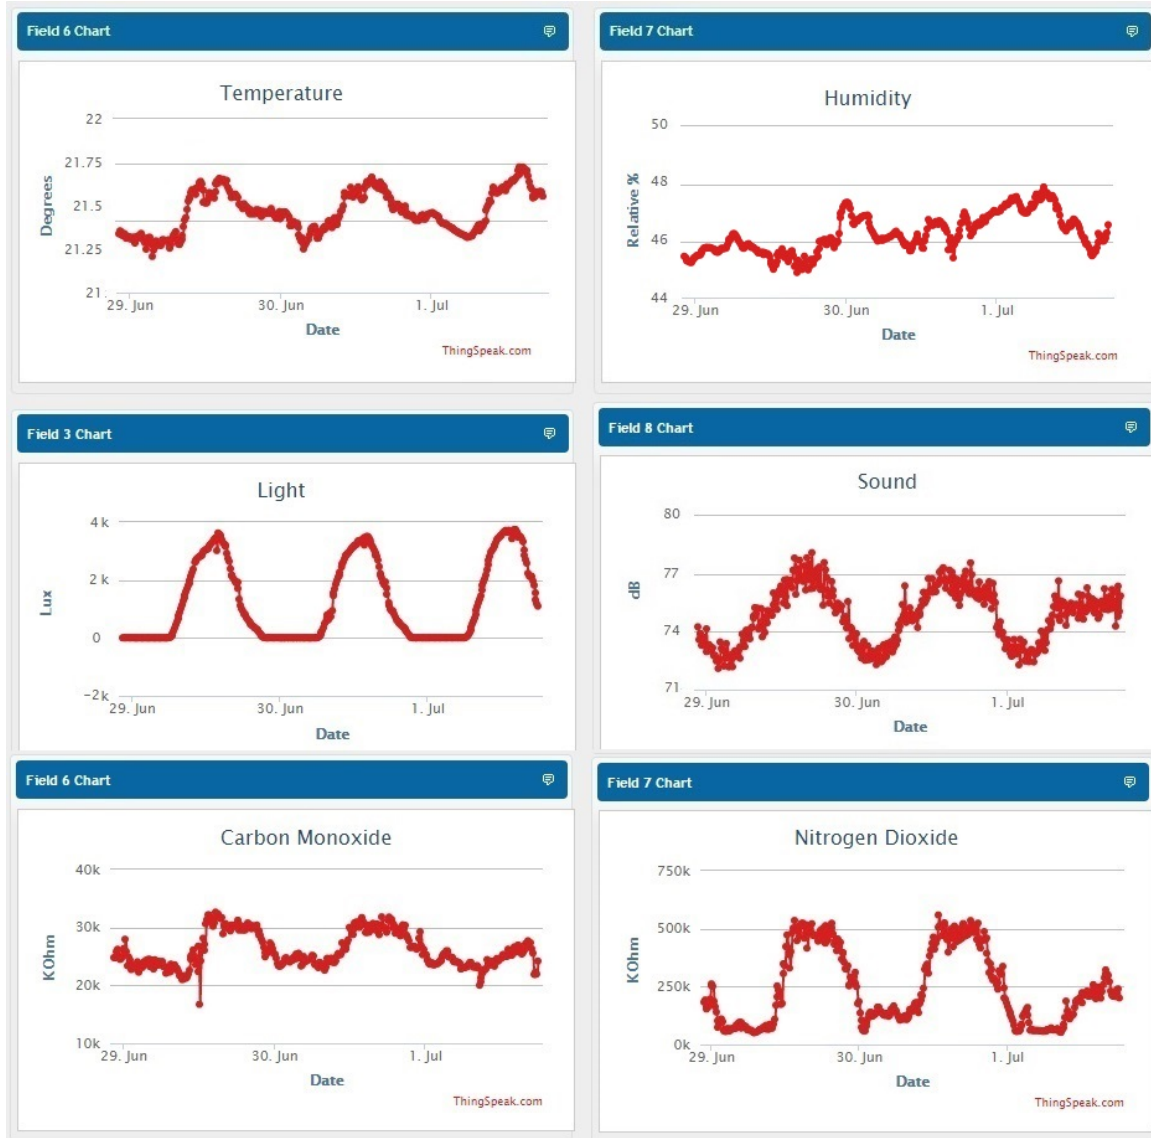 Field 6 Chart
Temperature
22
21.75
21.5
21.25
21
Degrees
29. Jun 30. Jun 1. Jul
Date
ThingSpeak.com
Field 7 Chart
Humidity
50
48
46
44
Relative %
29. Jun 30. Jun 1. Jul
Date
ThingSpeak.com
Field 3 Chart
Light
4k
2k
0
−2k
Lux
29. Jun 30. Jun 1. Jul
Date
Field 8 Chart
Sound
80
77
74
71
dB
29. Jun 30. Jun 1. Jul
Date
Field 6 Chart
Carbon Monoxide
40k
30k
20k
10k
KOhm
29. Jun 30. Jun 1. Jul
Date
ThingSpeak.com
Field 7 Chart
Nitrogen Dioxide
750k
500k
250k
0k
KOhm
29. Jun 30. Jun 1. Jul
Date
ThingSpeak.com